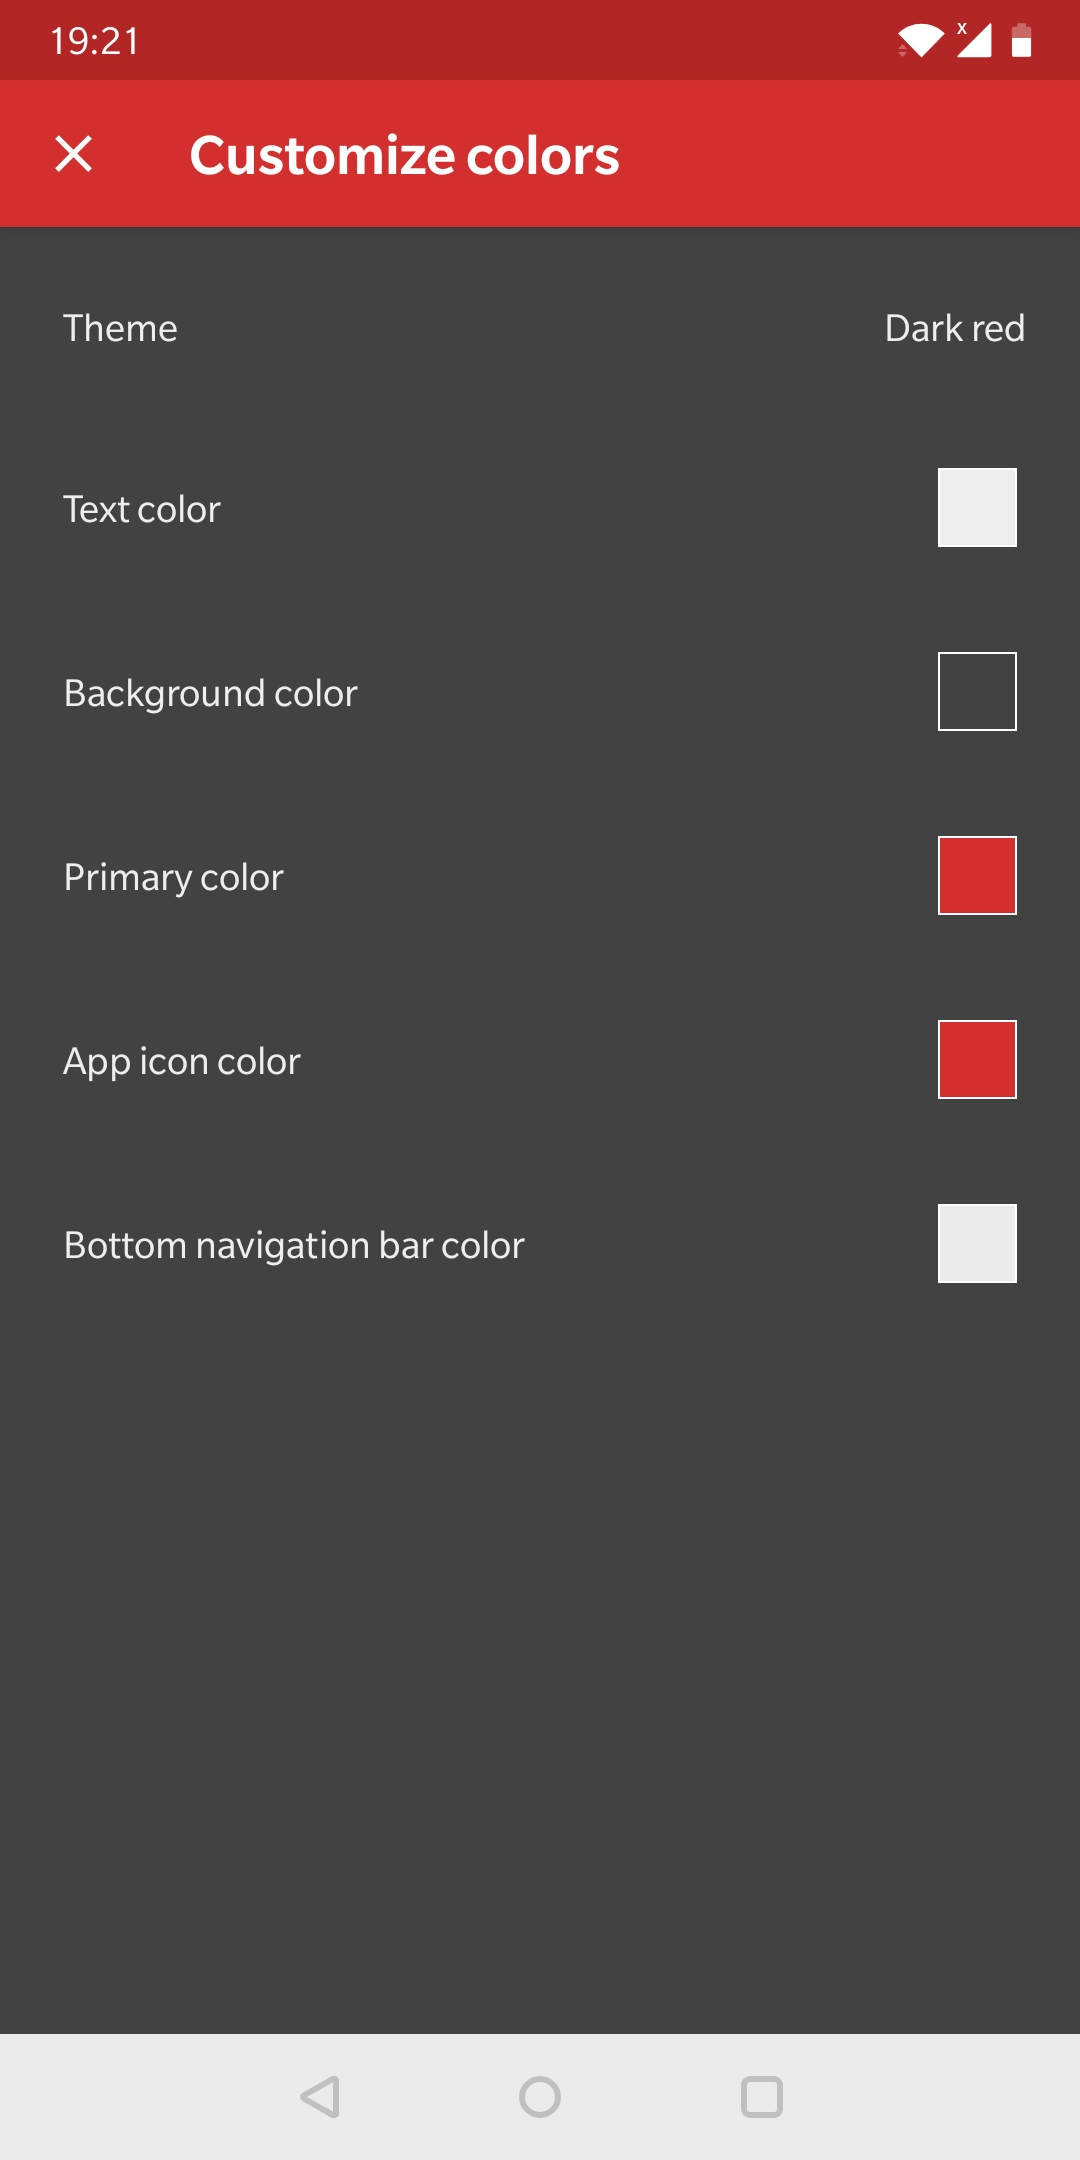 19:21
Customize colors
Theme
Dark red
Text color
Background color
Primary color
App icon color
Bottom navigation bar color